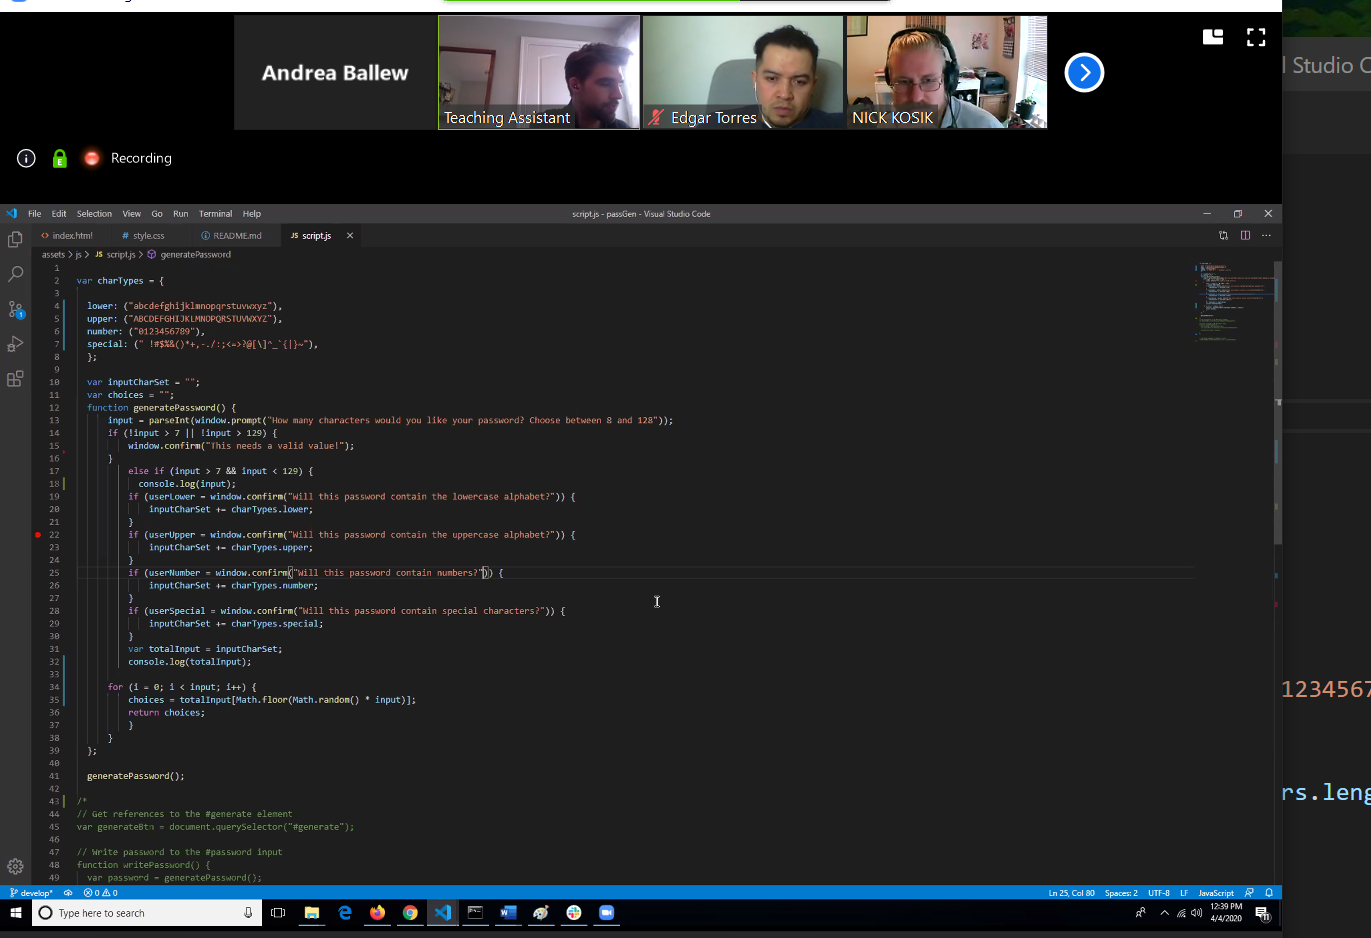 Andrea Ballew
Teaching Assistant
Edgar Torres
NICK KOSIK
l Studio C
Recording
File Edit Selection View Go Run Terminal Help
script.js - passGen - Visual Studio Code
index.html
style.css
README.md
JS script.js
assets > js > JS script.js > generatePassword
1
2 var charTypes = {
3
4 lower: ("abcdefghijklmnopqrstuvwxyz"),
5 upper: ("ABCDEFGHIJKLMNOPQRSTUVWXYZ"),
6 number: ("0123456789"),
7 special: (" !#$%&()*+,-./:;<=>?@[\]^_`{|}~"),
8 };
9
10 var inputCharSet = "";
11 var choices = "";
12 function generatePassword() {
13 input = parseInt(window.prompt("How many characters would you like your password? Choose between 8 and 128"));
14 if (!input > 7 || !input > 129) {
15 window.confirm("This needs a valid value!");
16 }
17 else if (input > 7 && input < 129) {
18 console.log(input);
19 if (userLower = window.confirm("Will this password contain the lowercase alphabet?")) {
20 inputCharSet += charTypes.lower;
21 }
22 if (userUpper = window.confirm("Will this password contain the uppercase alphabet?")) {
23 inputCharSet += charTypes.upper;
24 }
25 if (userNumber = window.confirm("Will this password contain numbers?")) {
26 inputCharSet += charTypes.number;
27 }
28 if (userSpecial = window.confirm("Will this password contain special characters?")) {
29 inputCharSet += charTypes.special;
30 }
31 var totalInput = inputCharSet;
32 console.log(totalInput);
33
34 for (i = 0; i < input; i++) {
35 choices = totalInput[Math.floor(Math.random() * input)];
36 return choices;
37 }
38 }
39 };
40
41 generatePassword();
42
43 /*
44 // Get references to the #generate element
45 var generateBtn = document.querySelector("#generate");
46
47 // Write password to the #password input
48 function writePassword() {
49 var password = generatePassword();
1234567
rs.leng
develop* 0 0 Ln 25, Col 80 Spaces: 2 UTF-8 LF JavaScript
Type here to search
12:39 PM
4/4/2020